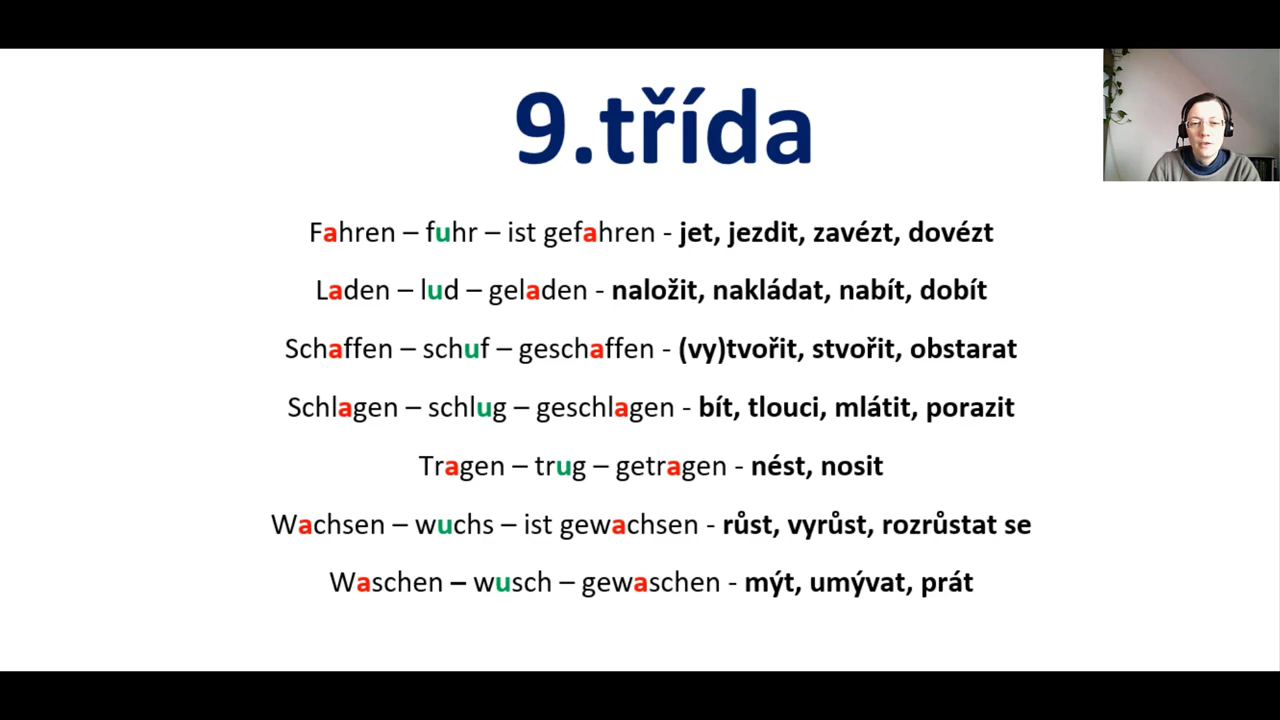 9.třída
Fahren – fuhr – ist gefahren - jet, jezdit, zavézt, dovézt
Laden – lud – geladen - naložit, nakládat, nabít, dobít
Schaffen – schuf – geschaffen - (vy)tvořit, stvořit, obstarat
Schlagen – schlug – geschlagen - bít, tlouci, mlátit, porazit
Tragen – trug – getragen - nést, nosit
Wachsen – wuchs – ist gewachsen - růst, vyrůst, rozrůstat se
Waschen – wusch – gewaschen - mýt, umývat, prát